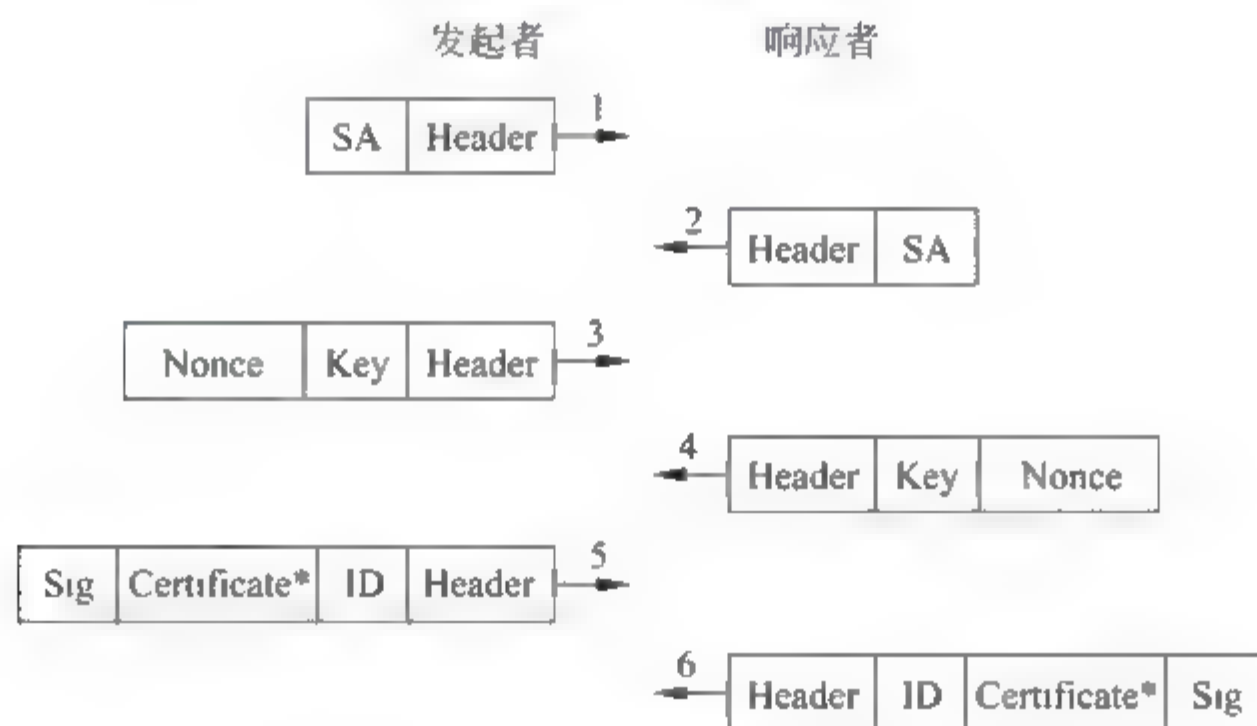 发起者 响应者
1
SA Header
2
Header SA
3
Nonce Key Header
4
Header Key Nonce
5
Sig Certificate* ID Header
6
Header ID Certificate* Sig